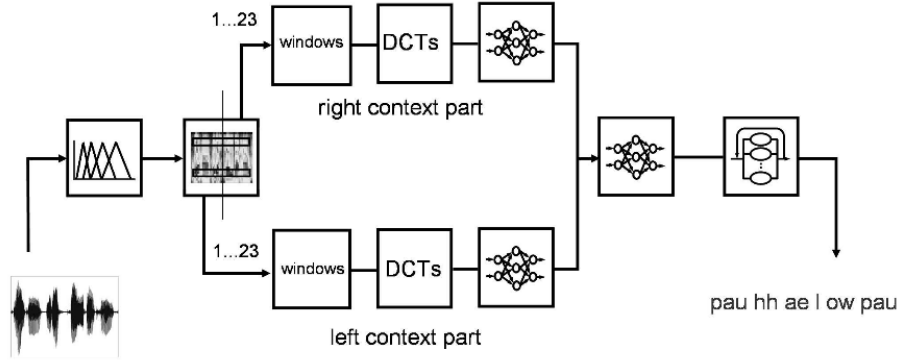 1...23
windows
DCTs
right context part
1...23
windows
DCTs
left context part
pau hh ae l ow pau